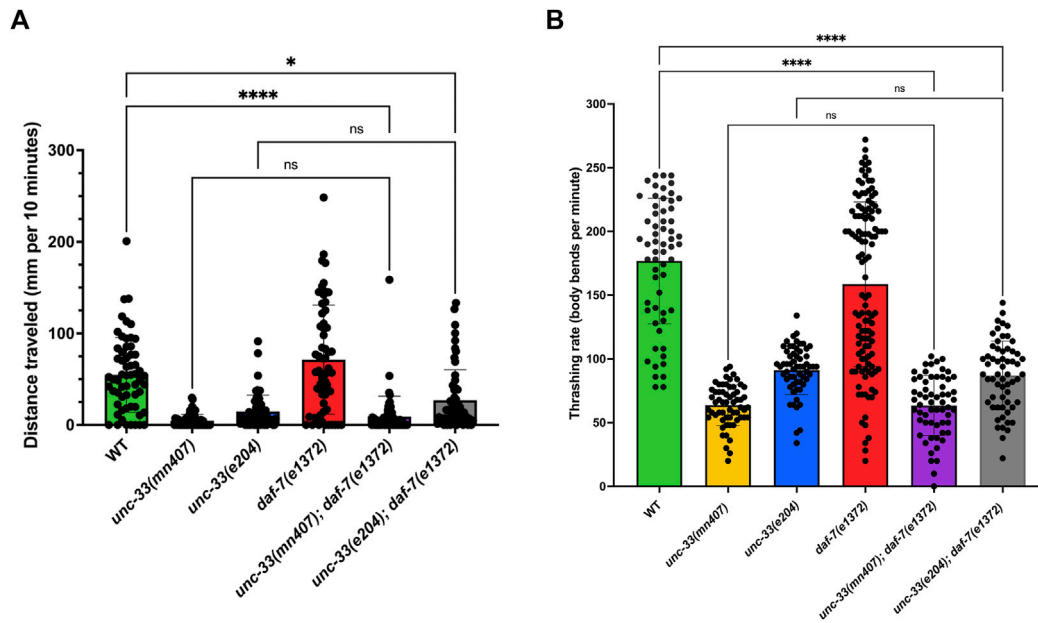 A
*
****
ns
ns
Distance traveled (mm per 10 minutes)
300
200
100
0
WT
unc-33(mn407)
unc-33(e204)
daf-7(e1372)
unc-33(mn407); daf-7(e1372)
unc-33(e204); daf-7(e1372)
B
****
****
ns
ns
Thrashing rate (body bends per minute)
300
250
200
150
100
50
0
WT
unc-33(mn407)
unc-33(e204)
daf-7(e1372)
unc-33(mn407); daf-7(e1372)
unc-33(e204); daf-7(e1372)